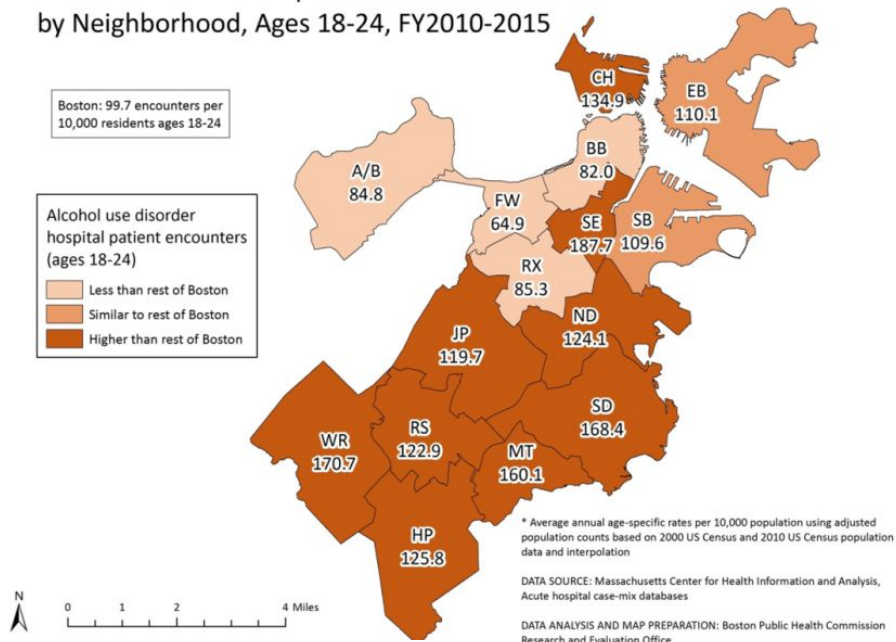 by Neighborhood, Ages 18-24, FY2010-2015
Boston: 99.7 encounters per
10,000 residents ages 18-24
CH
134.9
EB
110.1
BB
82.0
A/B
84.8
FW
64.9
SE
187.7
SB
109.6
RX
85.3
Alcohol use disorder
hospital patient encounters
(ages 18-24)
Less than rest of Boston
Similar to rest of Boston
Higher than rest of Boston
JP
119.7
ND
124.1
SD
168.4
WR
170.7
RS
122.9
MT
160.1
HP
125.8
* Average annual age-specific rates per 10,000 population using adjusted
population counts based on 2000 US Census and 2010 US Census population
data and interpolation
DATA SOURCE: Massachusetts Center for Health Information and Analysis,
Acute hospital case-mix databases
DATA ANALYSIS AND MAP PREPARATION: Boston Public Health Commission
Research and Evaluation Office
N
0 1 2 4 Miles